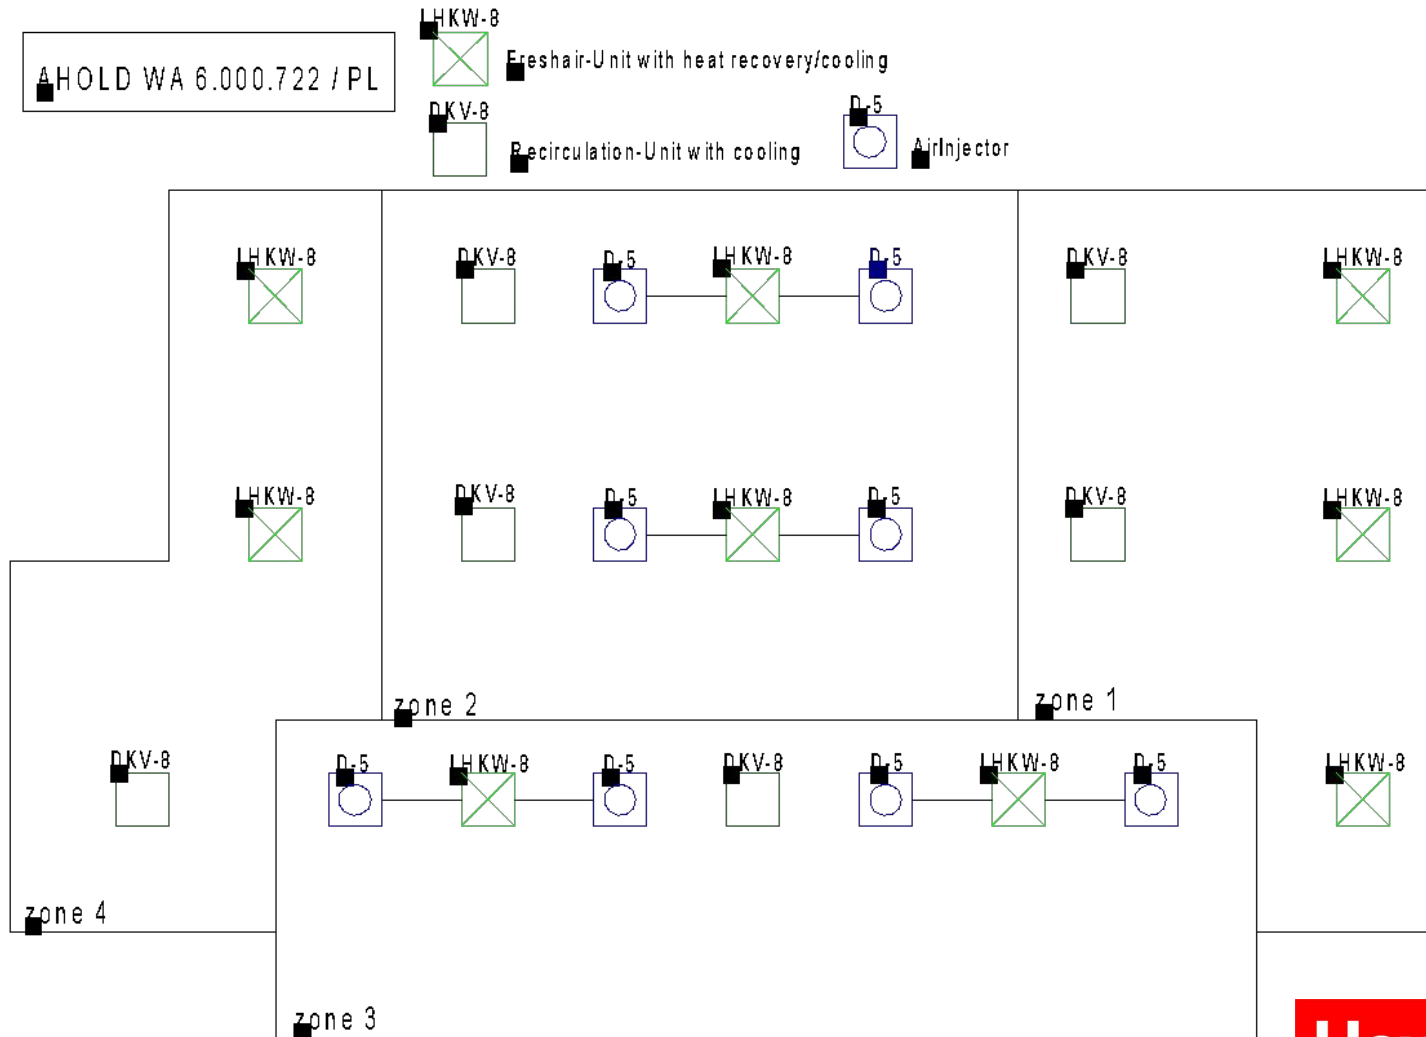 LHKW-8
AHOLD WA 6.000.722 / PL
Freshair-Unit with heat recovery/cooling
DKV-8
D-5
Recirculation-Unit with cooling
AirInjector
LHKW-8 DKV-8 D-5 LHKW-8 D-5 DKV-8 LHKW-8
LHKW-8 DKV-8 D-5 LHKW-8 D-5 DKV-8 LHKW-8
zone 2
zone 1
DKV-8 D-5 LHKW-8 D-5 DKV-8 D-5 LHKW-8 D-5 LHKW-8
zone 4
zone 3